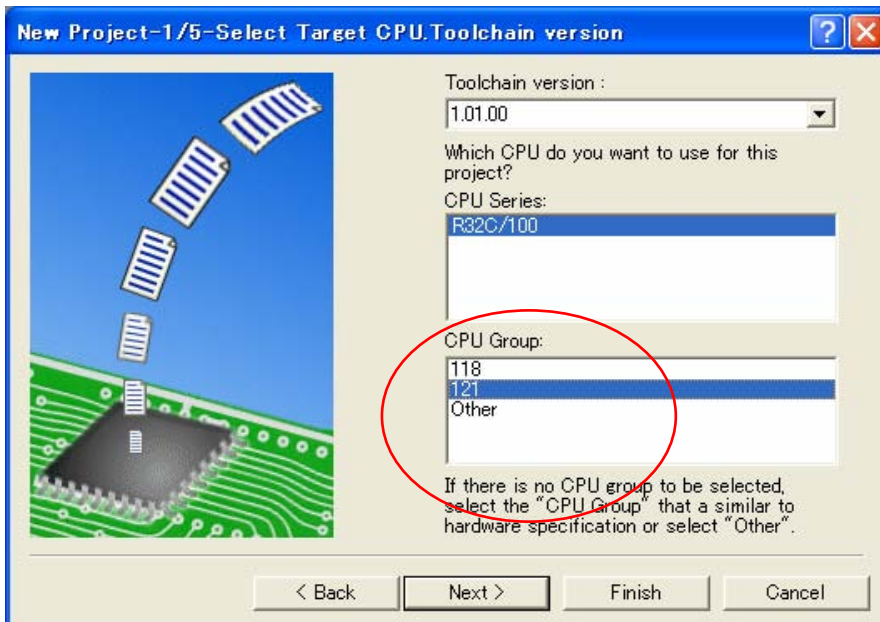 New Project-1/5-Select Target CPU.Toolchain version
Toolchain version :
1.01.00
Which CPU do you want to use for this
project?
CPU Series:
R32C/100
CPU Group:
118
121
Other
If there is no CPU group to be selected,
select the "CPU Group" that a similar to
hardware specification or select "Other".
< Back
Next >
Finish
Cancel